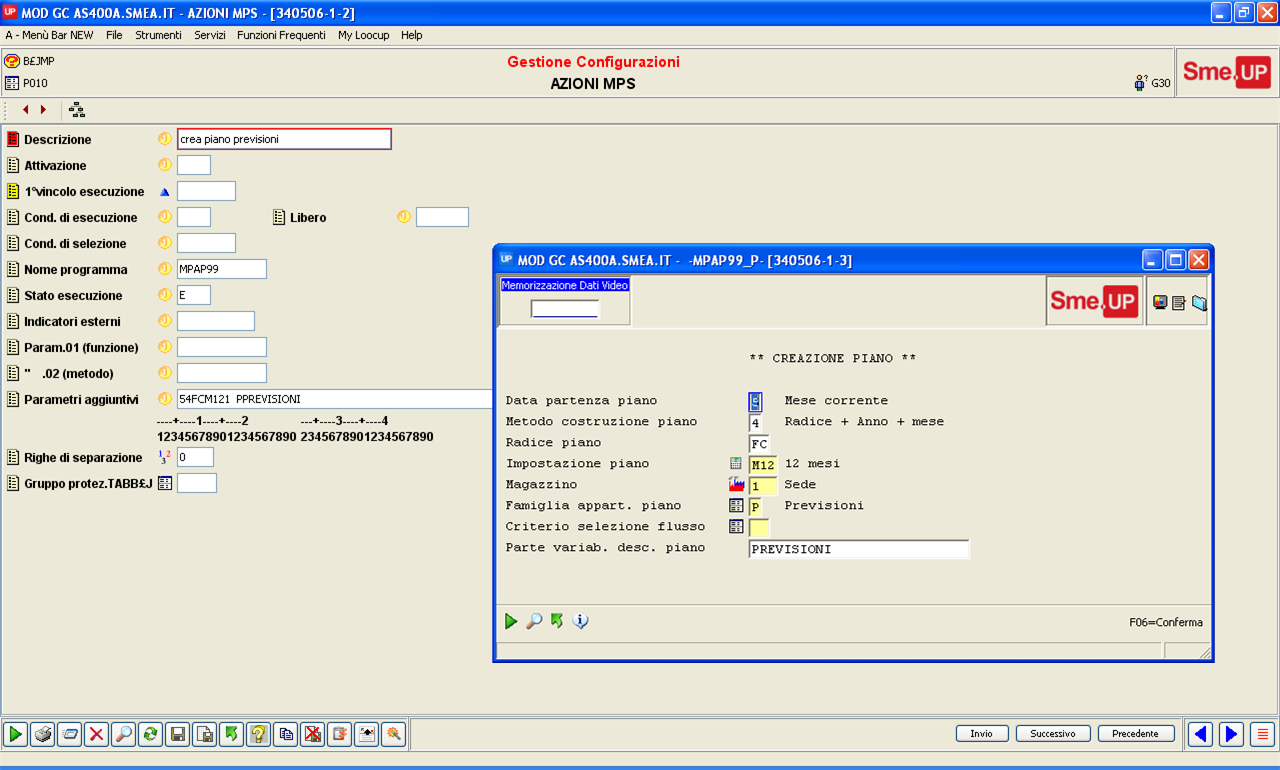 UP MOD GC AS400A.SMEA.IT - AZIONI MPS - [340506-1-2]
A - Menù Bar NEW File Strumenti Servizi Funzioni Frequenti My Loocup Help
B£JMP
Gestione Configurazioni
P010
AZIONI MPS
G30
Sme.UP
Descrizione crea piano previsioni
Attivazione
1°vincolo esecuzione
Cond. di esecuzione Libero
Cond. di selezione
Nome programma MPAP99
Stato esecuzione E
Indicatori esterni
Param.01 (funzione)
" .02 (metodo)
Parametri aggiuntivi 54FCM121 PPREVISIONI
----+----1----+----2 ---+----3----+----4
12345678901234567890 2345678901234567890
Righe di separazione 0
Gruppo protez.TABB£J
UP MOD GC AS400A.SMEA.IT - -MPAP99_P- [340506-1-3]
Memorizzazione Dati Video
Sme.UP
** CREAZIONE PIANO **
Data partenza piano Mese corrente
Metodo costruzione piano 4 Radice + Anno + mese
Radice piano FC
Impostazione piano M12 12 mesi
Magazzino 1 Sede
Famiglia appart. piano P Previsioni
Criterio selezione flusso
Parte variab. desc. piano PREVISIONI
F06=Conferma
Invio Successivo Precedente